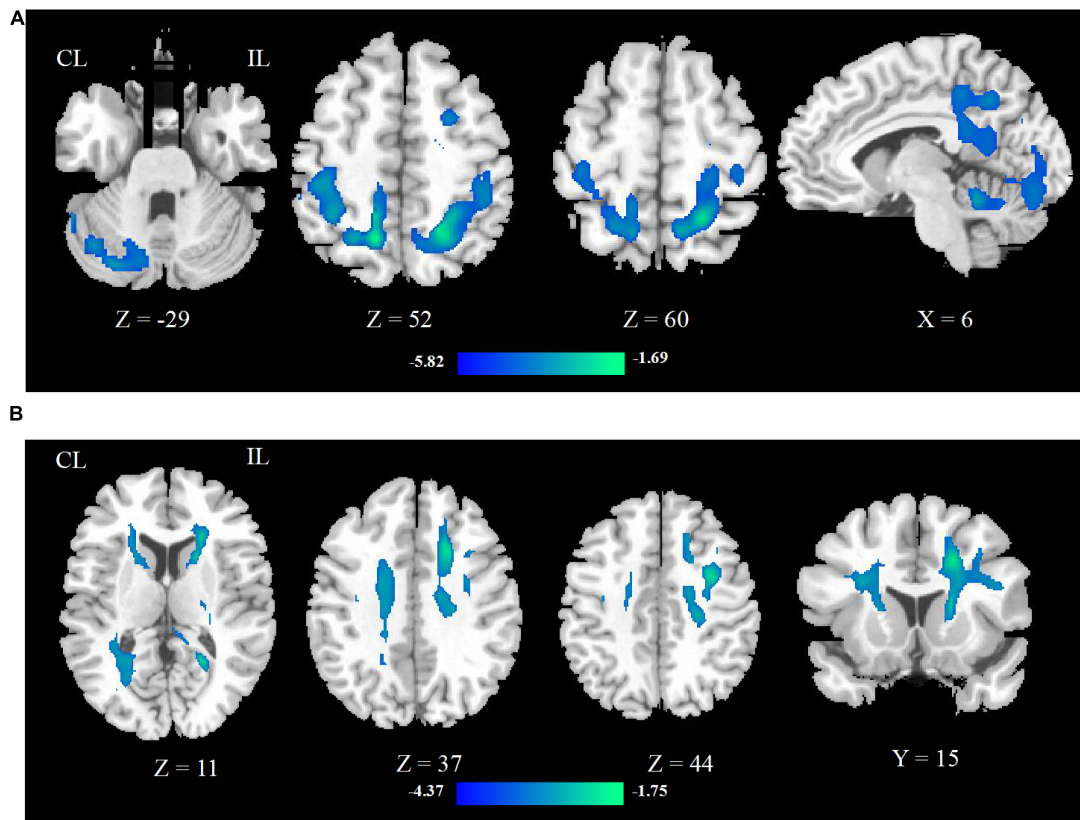 A
CL IL
Z = -29 Z = 52 Z = 60 X = 6
-5.82 -1.69
B
CL IL
Z = 11 Z = 37 Z = 44 Y = 15
-4.37 -1.75